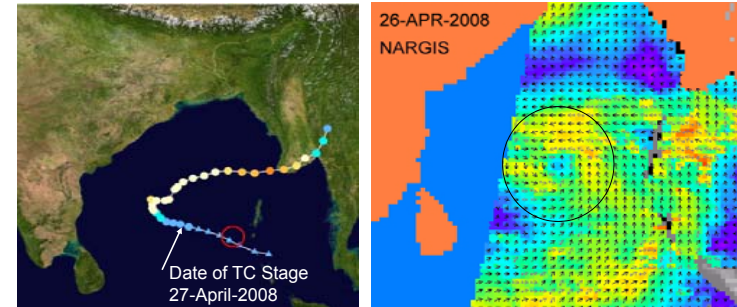 Date of TC Stage
27-April-2008
26-APR-2008
NARGIS